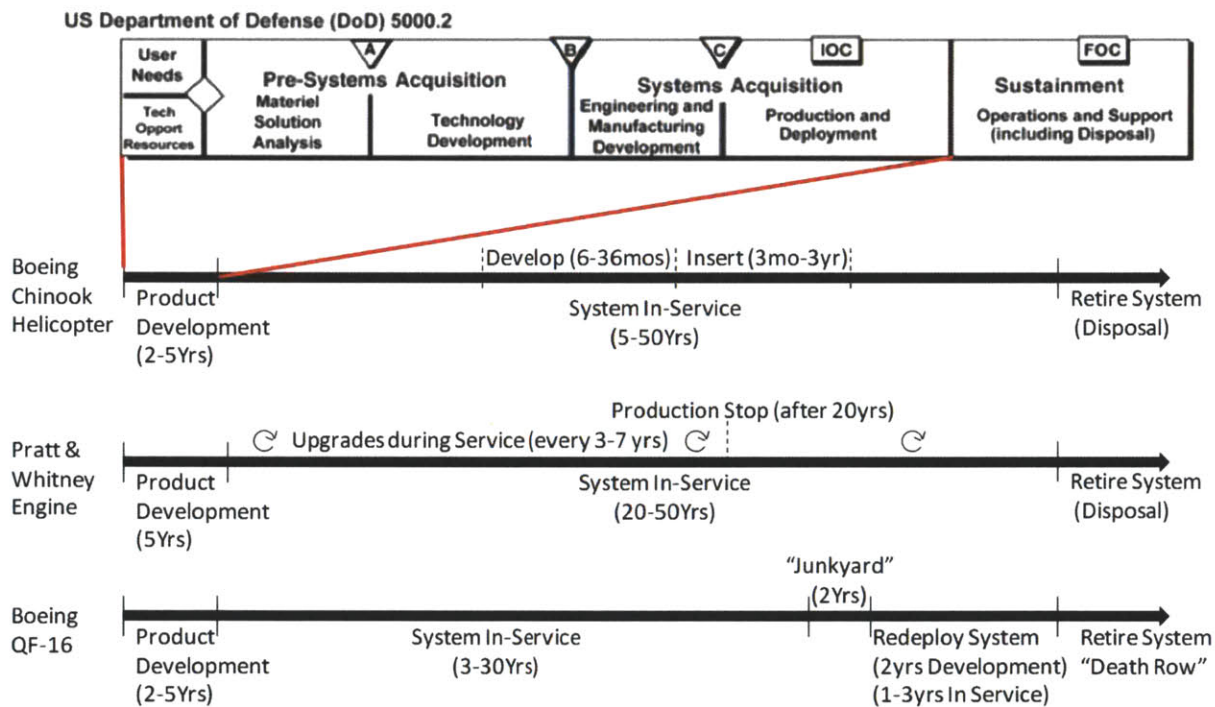 US Department of Defense (DoD) 5000.2
User
Needs
Tech
Opport
Resources
A
B
C
IOC
FOC
Pre-Systems Acquisition
Materiel
Solution
Analysis
Technology
Development
Systems Acquisition
Engineering and
Manufacturing
Development
Production and
Deployment
Sustainment
Operations and Support
(including Disposal)
Boeing
Chinook
Helicopter
Develop (6-36mos)
Insert (3mo-3yr)
Product
Development
(2-5Yrs)
System In-Service
(5-50Yrs)
Retire System
(Disposal)
Pratt &
Whitney
Engine
Production Stop (after 20yrs)
Upgrades during Service (every 3-7 yrs)
Product
Development
(5Yrs)
System In-Service
(20-50Yrs)
Retire System
(Disposal)
Boeing
QF-16
“Junkyard”
(2Yrs)
Product
Development
(2-5Yrs)
System In-Service
(3-30Yrs)
Redeploy System
(2yrs Development)
(1-3yrs In Service)
Retire System
“Death Row”